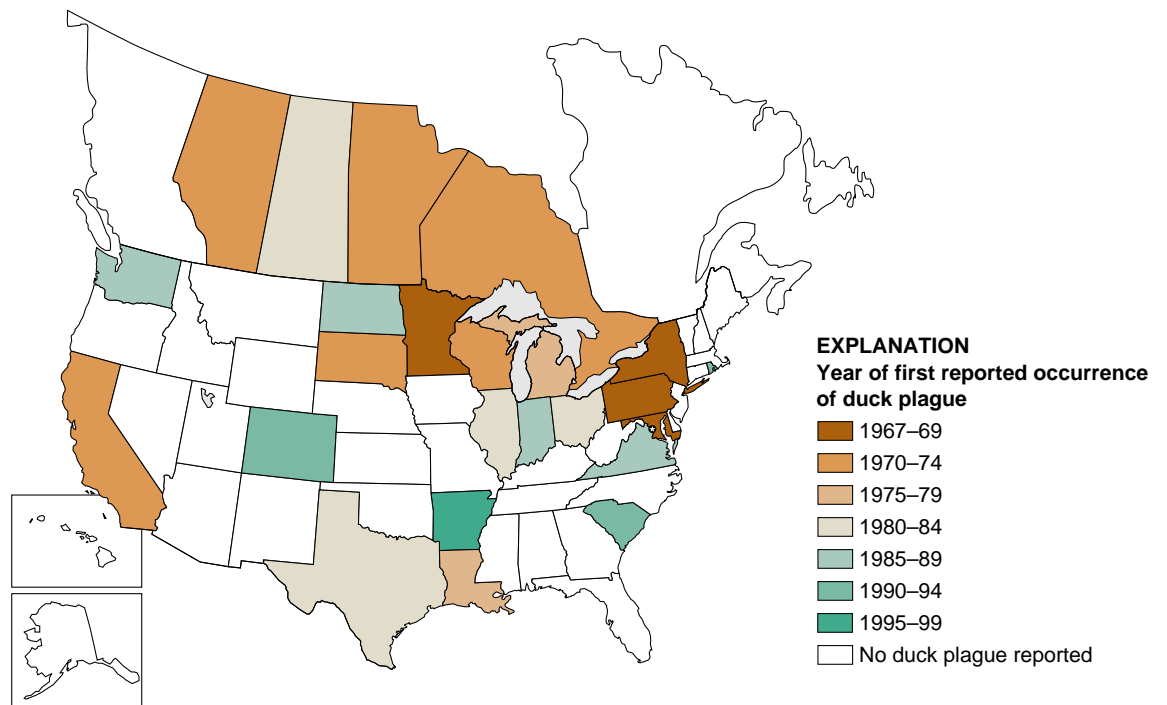 EXPLANATION
Year of first reported occurrence
of duck plague
1967–69
1970–74
1975–79
1980–84
1985–89
1990–94
1995–99
No duck plague reported